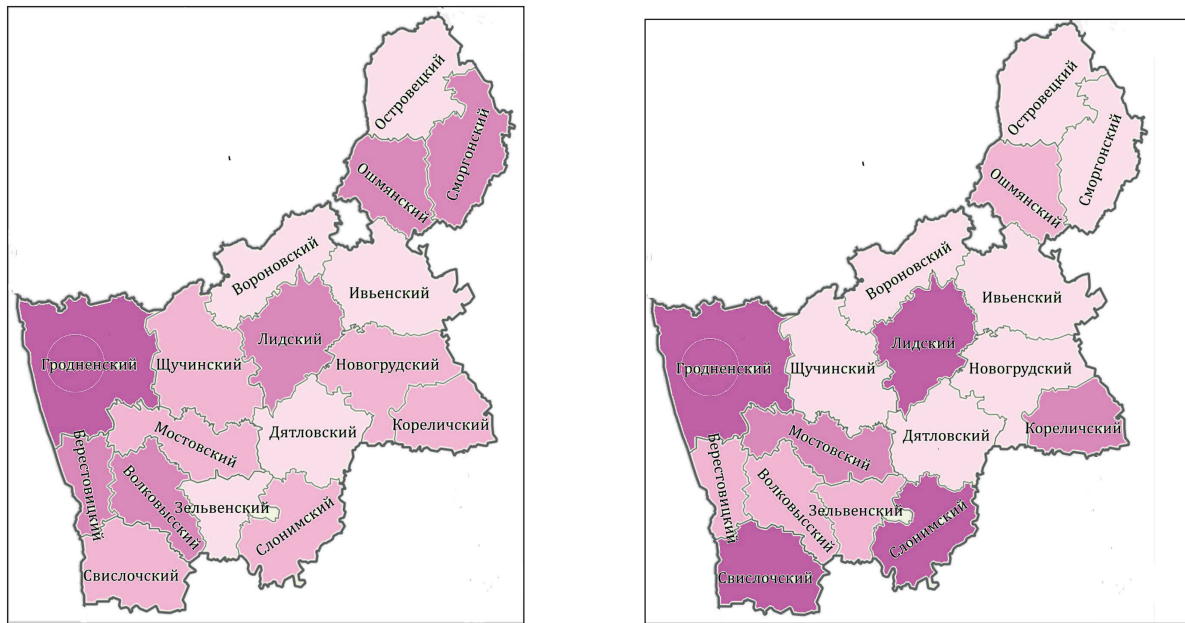 Островецкий
Сморгонский
Ошмянский
Вороновский
Ивьенский
Лидский
Гродненский
Щучинский
Новогрудский
Кореличский
Дятловский
Мостовский
Берестовицкий
Волковысский
Зельвенский
Слонимский
Свислочский
Островецкий
Сморгонский
Ошмянский
Вороновский
Ивьенский
Лидский
Гродненский
Щучинский
Новогрудский
Кореличский
Дятловский
Мостовский
Берестовицкий
Волковысский
Зельвенский
Слонимский
Свислочский